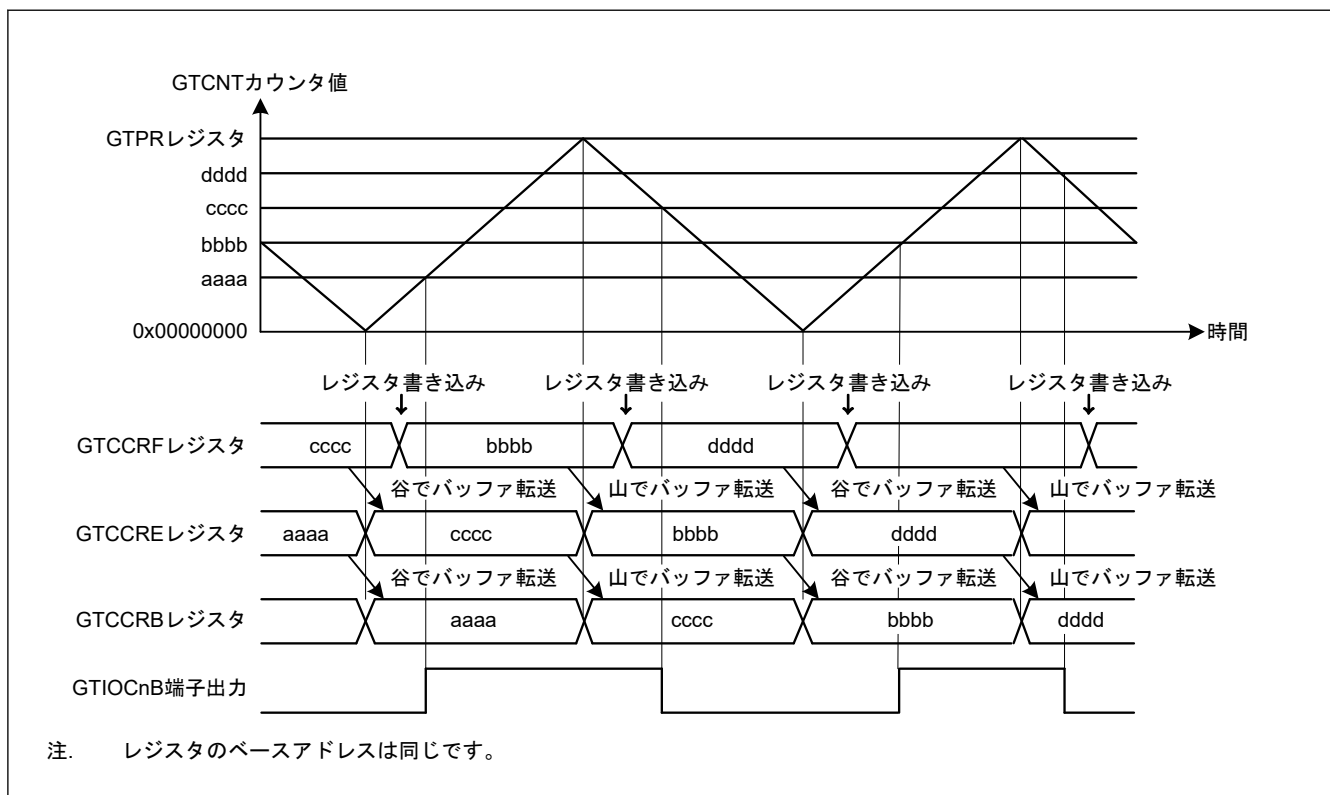 GTCNTカウンタ値
GTPRレジスタ
dddd
cccc
bbbb
aaaa
0x00000000
時間
レジスタ書き込み レジスタ書き込み レジスタ書き込み レジスタ書き込み
GTCCRFレジスタ cccc bbbb dddd
谷でバッファ転送 山でバッファ転送 谷でバッファ転送 山でバッファ転送
GTCCREレジスタ aaaa cccc bbbb dddd
谷でバッファ転送 山でバッファ転送 谷でバッファ転送 山でバッファ転送
GTCCRBレジスタ aaaa cccc bbbb dddd
GTIOCnB端子出力
注. レジスタのベースアドレスは同じです。